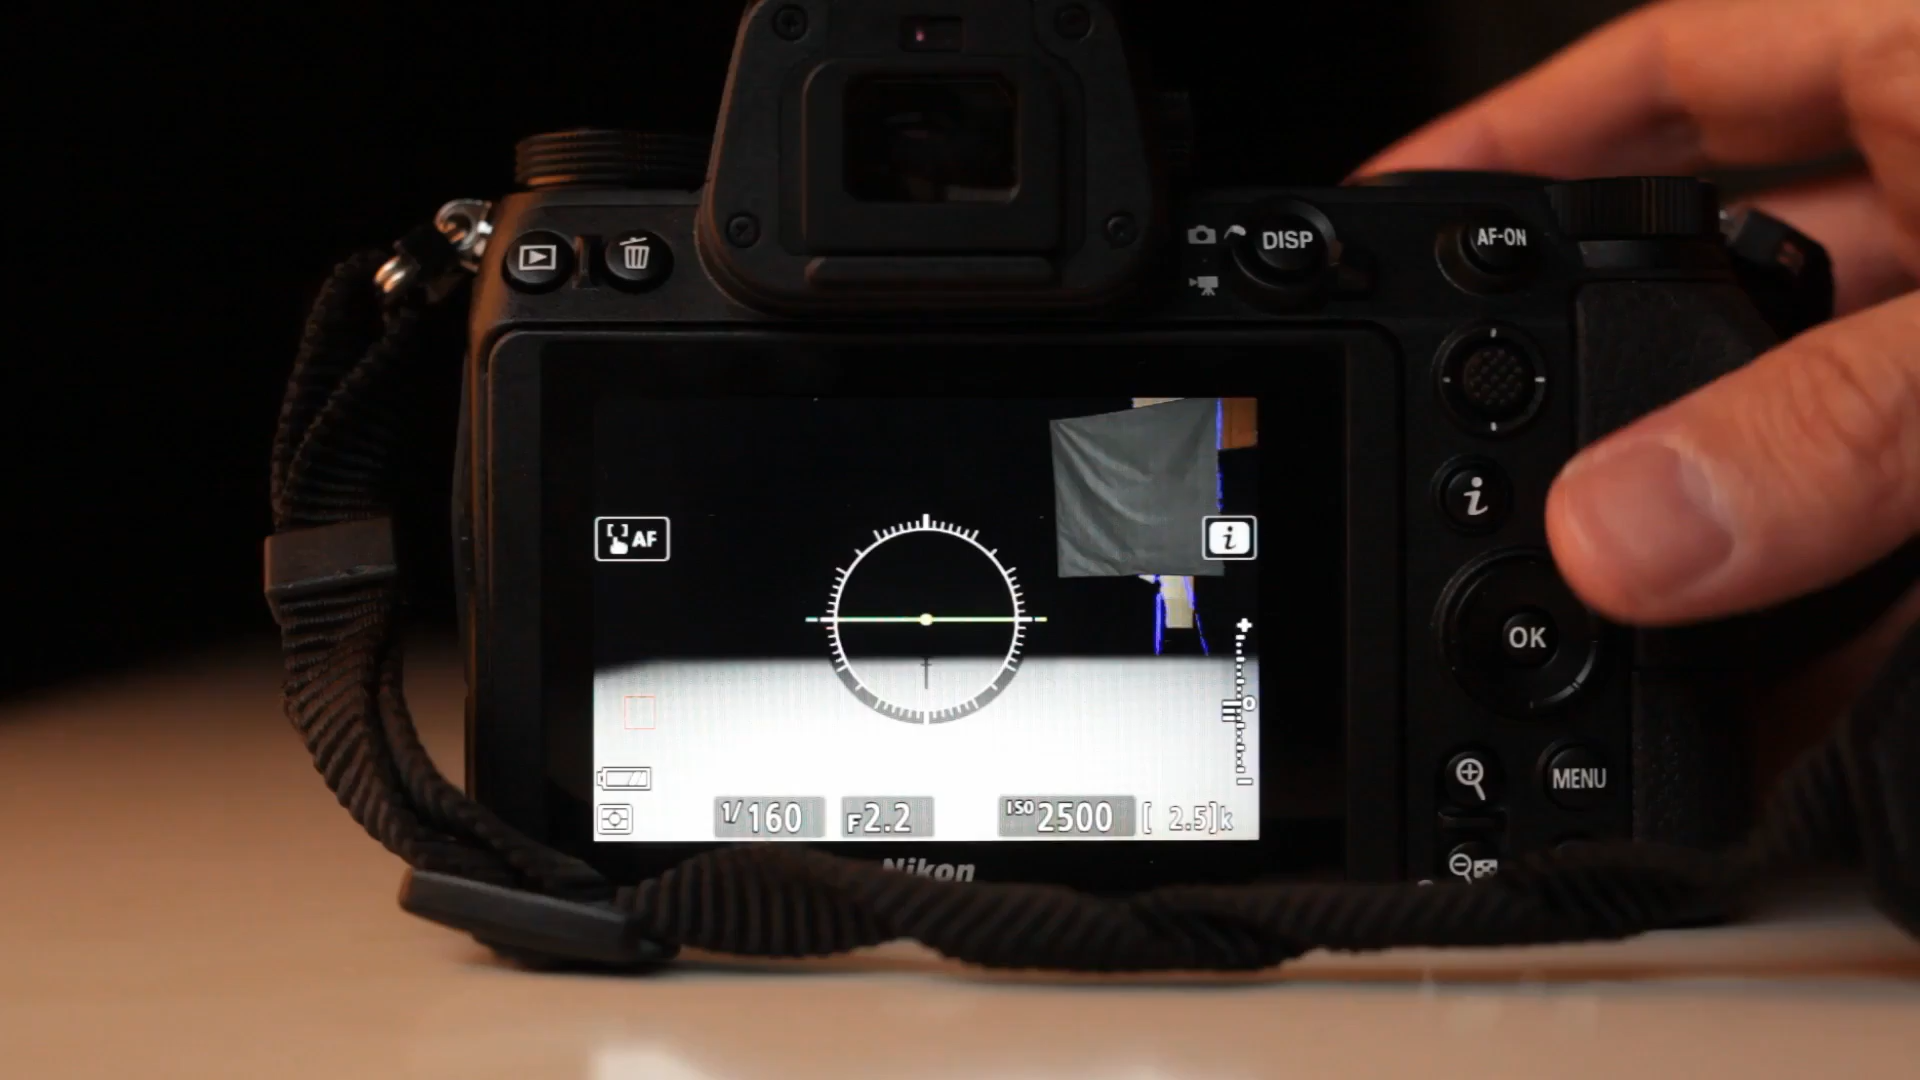 DISP
AF-ON
i
AF
i
OK
MENU
1/160
F2.2
ISO 2500
[ 2.5]k
Nikon